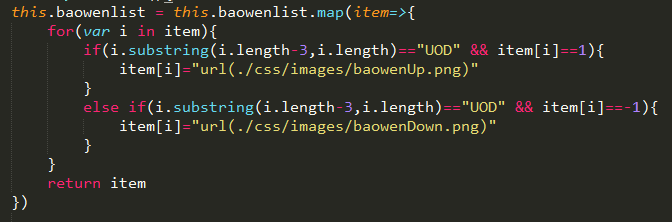 this.baowenlist = this.baowenlist.map(item=>{
for(var i in item){
if(i.substring(i.length-3,i.length)=="UOD" && item[i]==1){
item[i]="url(./css/images/baowenUp.png)"
}
else if(i.substring(i.length-3,i.length)=="UOD" && item[i]==-1){
item[i]="url(./css/images/baowenDown.png)"
}
}
return item
})